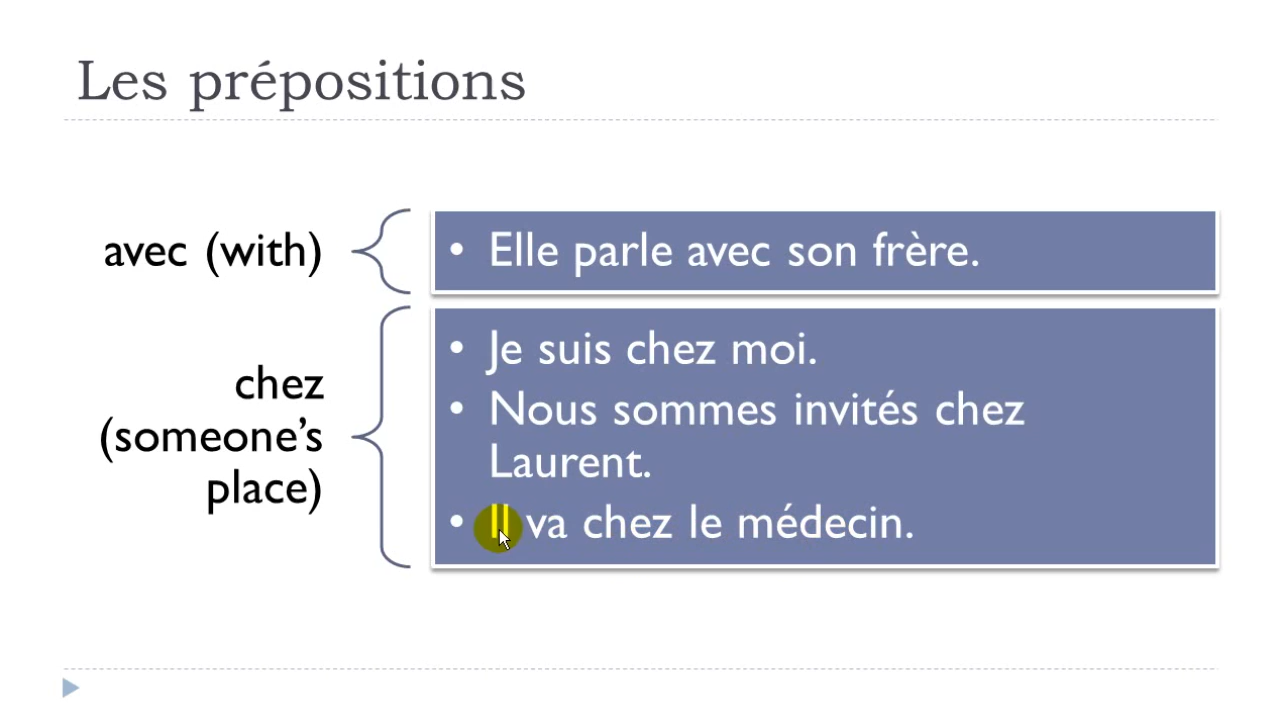 Les prépositions
avec (with)
• Elle parle avec son frère.
chez
(someone's
place)
• Je suis chez moi.
• Nous sommes invités chez
Laurent.
• Il va chez le médecin.